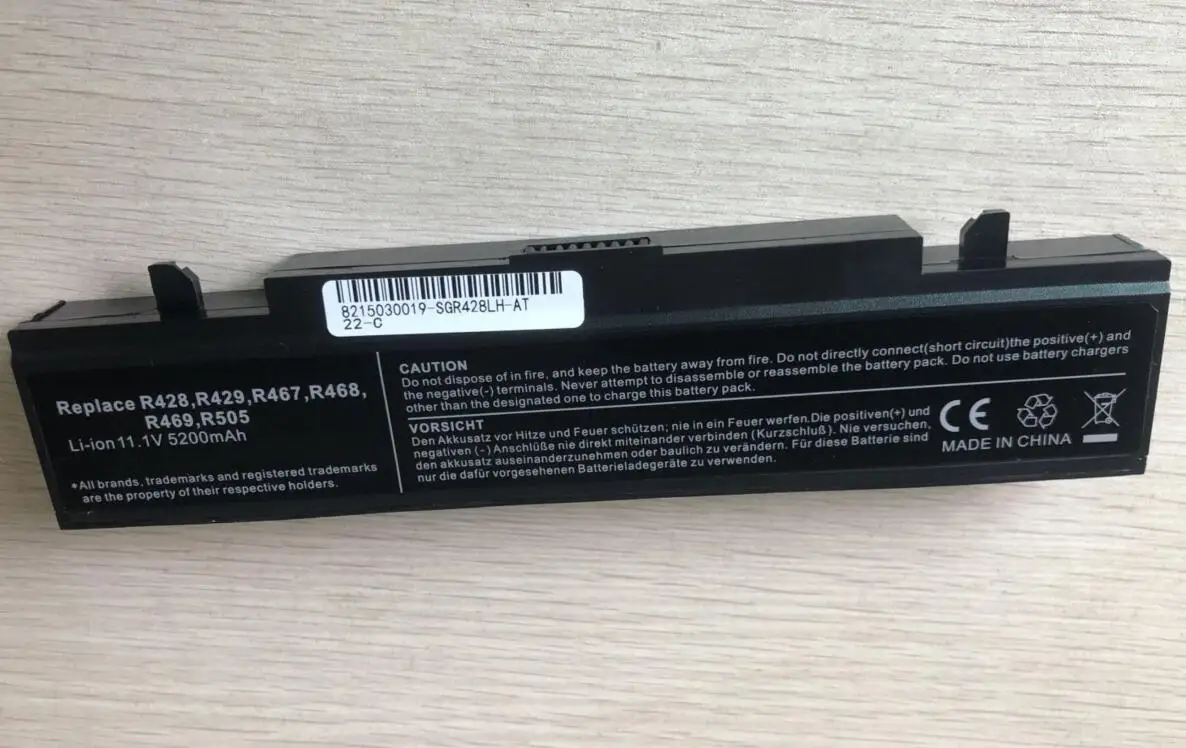 8215030019-SGR428LH-AT
22-C
Replace R428,R429,R467,R468,
R469,R505
Li-ion 11.1V 5200mAh
*All brands, trademarks and registered trademarks
are the property of their respective holders.
CAUTION
Do not dispose of in fire, and keep the battery away from fire. Do not directly connect(short circuit)the positive(+) and
the negative(-) terminals. Never attempt to disassemble or reassemble the battery pack. Do not use battery chargers
other than the designated one to charge this battery pack.
VORSICHT
Den Akkusatz vor Hitze und Feuer schützen; nie in ein Feuer werfen.Die positiven(+) und
negativen (-) Anschlüße nie direkt miteinander verbinden (Kurzschluß). Nie versuchen,
den akkusatz auseinanderzunehmen oder baulich zu verändern. Für diese Batterie sind
nur die dafür vorgesehenen Batterieladegeräte zu verwenden.
CE
MADE IN CHINA